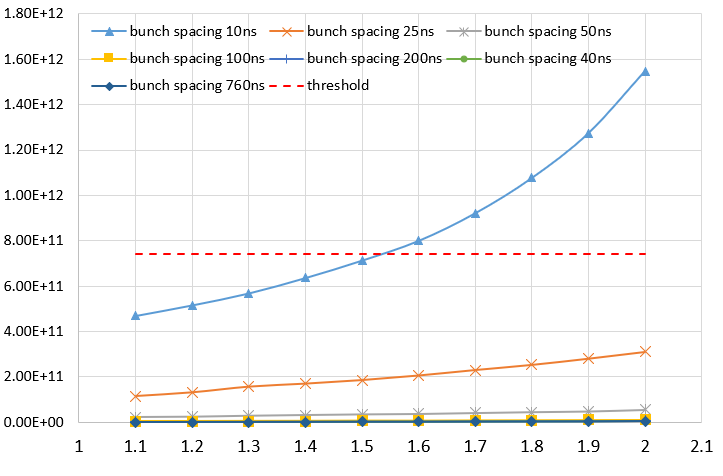 1.80E+12
bunch spacing 10ns bunch spacing 25ns bunch spacing 50ns
1.60E+12
bunch spacing 100ns bunch spacing 200ns bunch spacing 40ns
bunch spacing 760ns threshold
1.40E+12
1.20E+12
1.00E+12
8.00E+11
6.00E+11
4.00E+11
2.00E+11
0.00E+00
1 1.1 1.2 1.3 1.4 1.5 1.6 1.7 1.8 1.9 2 2.1